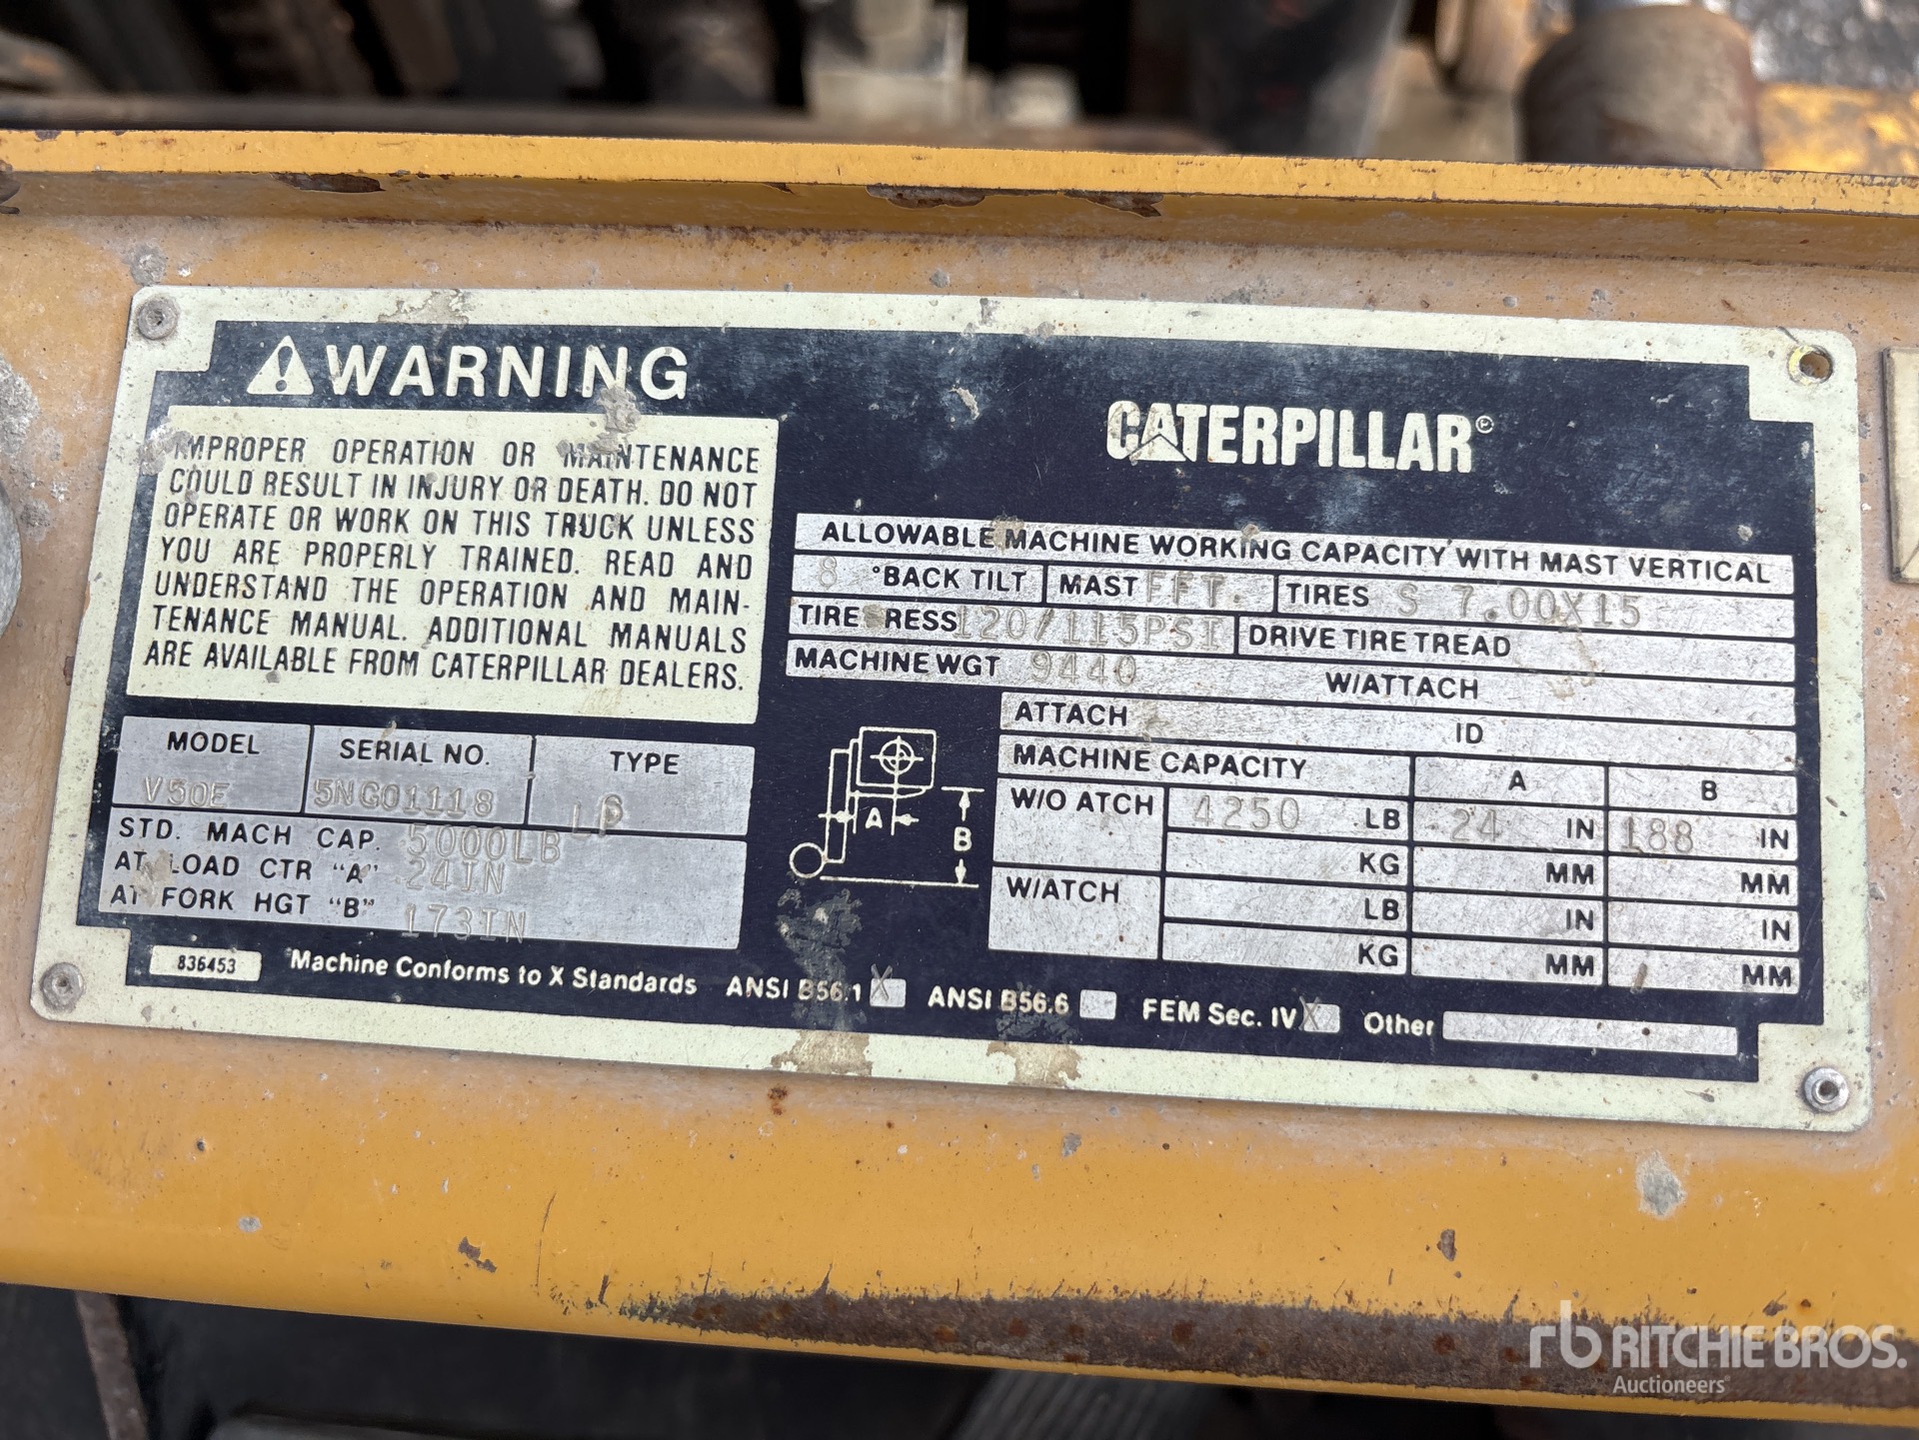 WARNING
IMPROPER OPERATION OR MAINTENANCE
COULD RESULT IN INJURY OR DEATH. DO NOT
OPERATE OR WORK ON THIS TRUCK UNLESS
YOU ARE PROPERLY TRAINED. READ AND
UNDERSTAND THE OPERATION AND MAIN-
TENANCE MANUAL. ADDITIONAL MANUALS
ARE AVAILABLE FROM CATERPILLAR DEALERS.
MODEL SERIAL NO. TYPE
V50E 5NG01118 LP
STD. MACH CAP. 5000LB
AT LOAD CTR "A" 24IN
AT FORK HGT "B" 173IN
CATERPILLAR®
ALLOWABLE MACHINE WORKING CAPACITY WITH MAST VERTICAL
8 °BACK TILT MAST FFT. TIRES S 7.00X15
TIRE PRESS 120/115PSI DRIVE TIRE TREAD
MACHINE WGT 9440 W/ATTACH
ATTACH ID
MACHINE CAPACITY A B
W/O ATCH 4250 LB 24 IN 188 IN
KG MM MM
W/ATCH LB IN IN
KG MM MM
A
B
836453 Machine Conforms to X Standards ANSI B56.1 X ANSI B56.6 FEM Sec. IV X Other
rb RITCHIE BROS.
Auctioneers